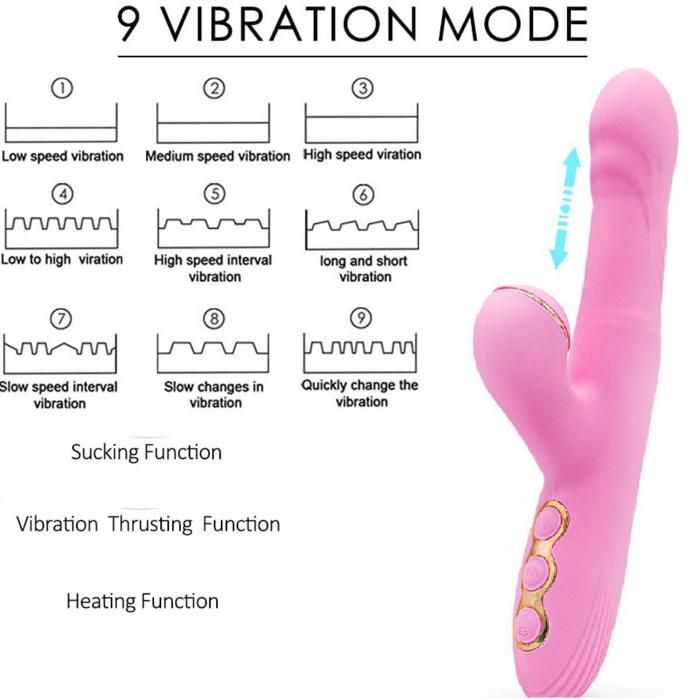 9 VIBRATION MODE
①
②
③
Low speed vibration
Medium speed vibration
High speed viration
④
⑤
⑥
Low to high viration
High speed interval
vibration
long and short
vibration
⑦
⑧
⑨
Slow speed interval
vibration
Slow changes in
vibration
Quickly change the
vibration
Sucking Function
Vibration Thrusting Function
Heating Function